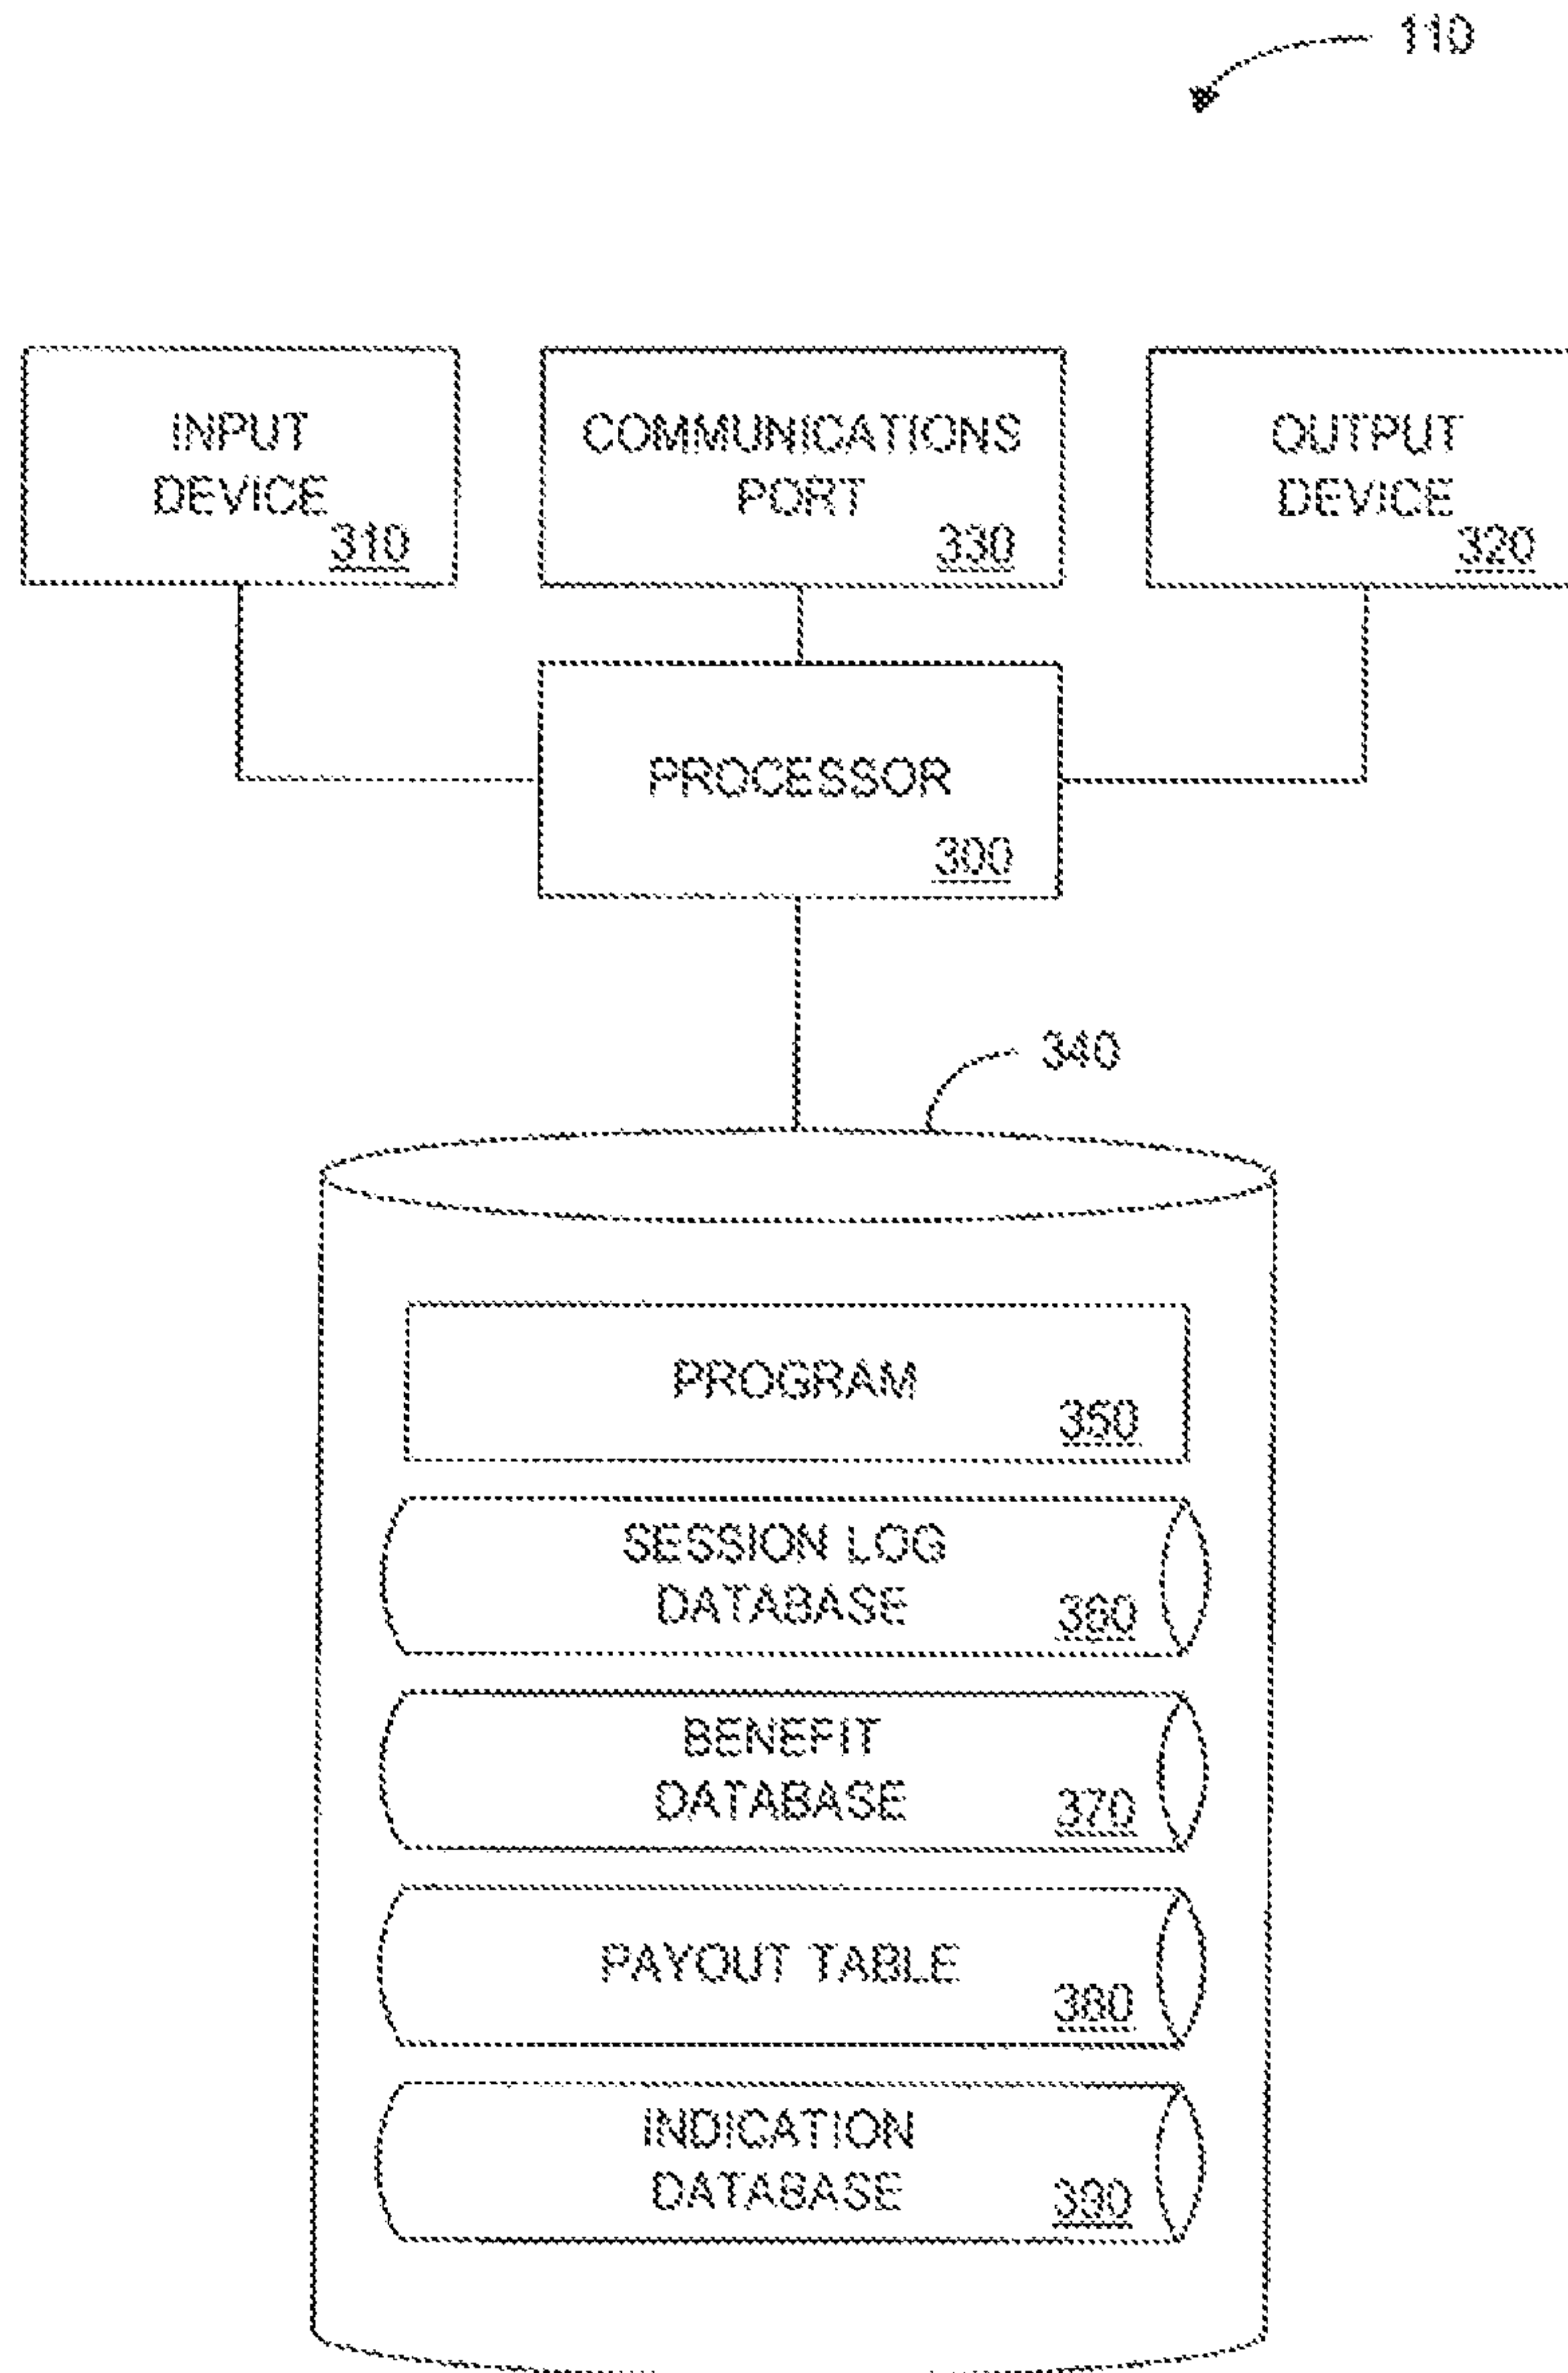 110
INPUT
DEVICE
310
COMMUNICATIONS
PORT
330
OUTPUT
DEVICE
320
PROCESSOR
300
340
PROGRAM
350
SESSION LOG
DATABASE
360
BENEFIT
DATABASE
370
PAYOUT TABLE
380
INDICATION
DATABASE
390